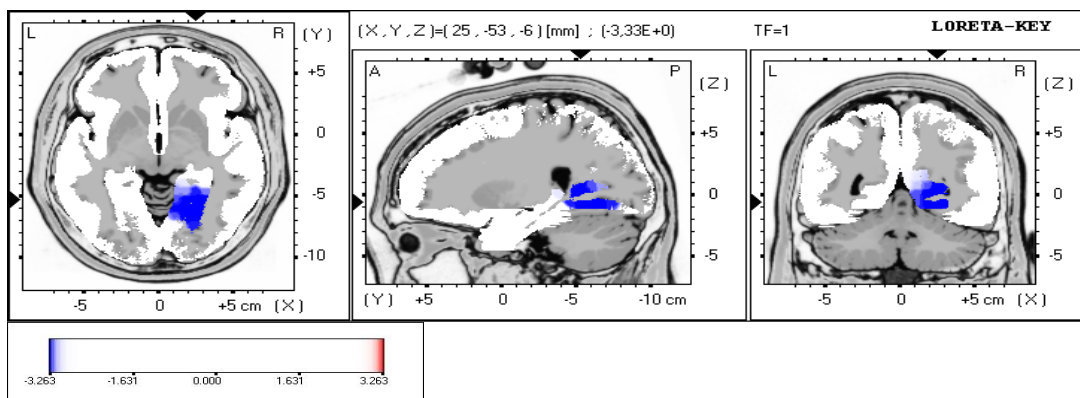 L R (Y) (X,Y,Z)=(25,-53,-6)[mm] ; (-3,33E+0) TF=1 LORETA-KEY
+5
0
-5
-10
-5 0 +5 cm (X)
A P (Z)
+5
0
-5
(Y) +5 0 -5 -10 cm
L R (Z)
+5
0
-5
-5 0 +5 cm (X)
-3.263 -1.631 0.000 1.631 3.263